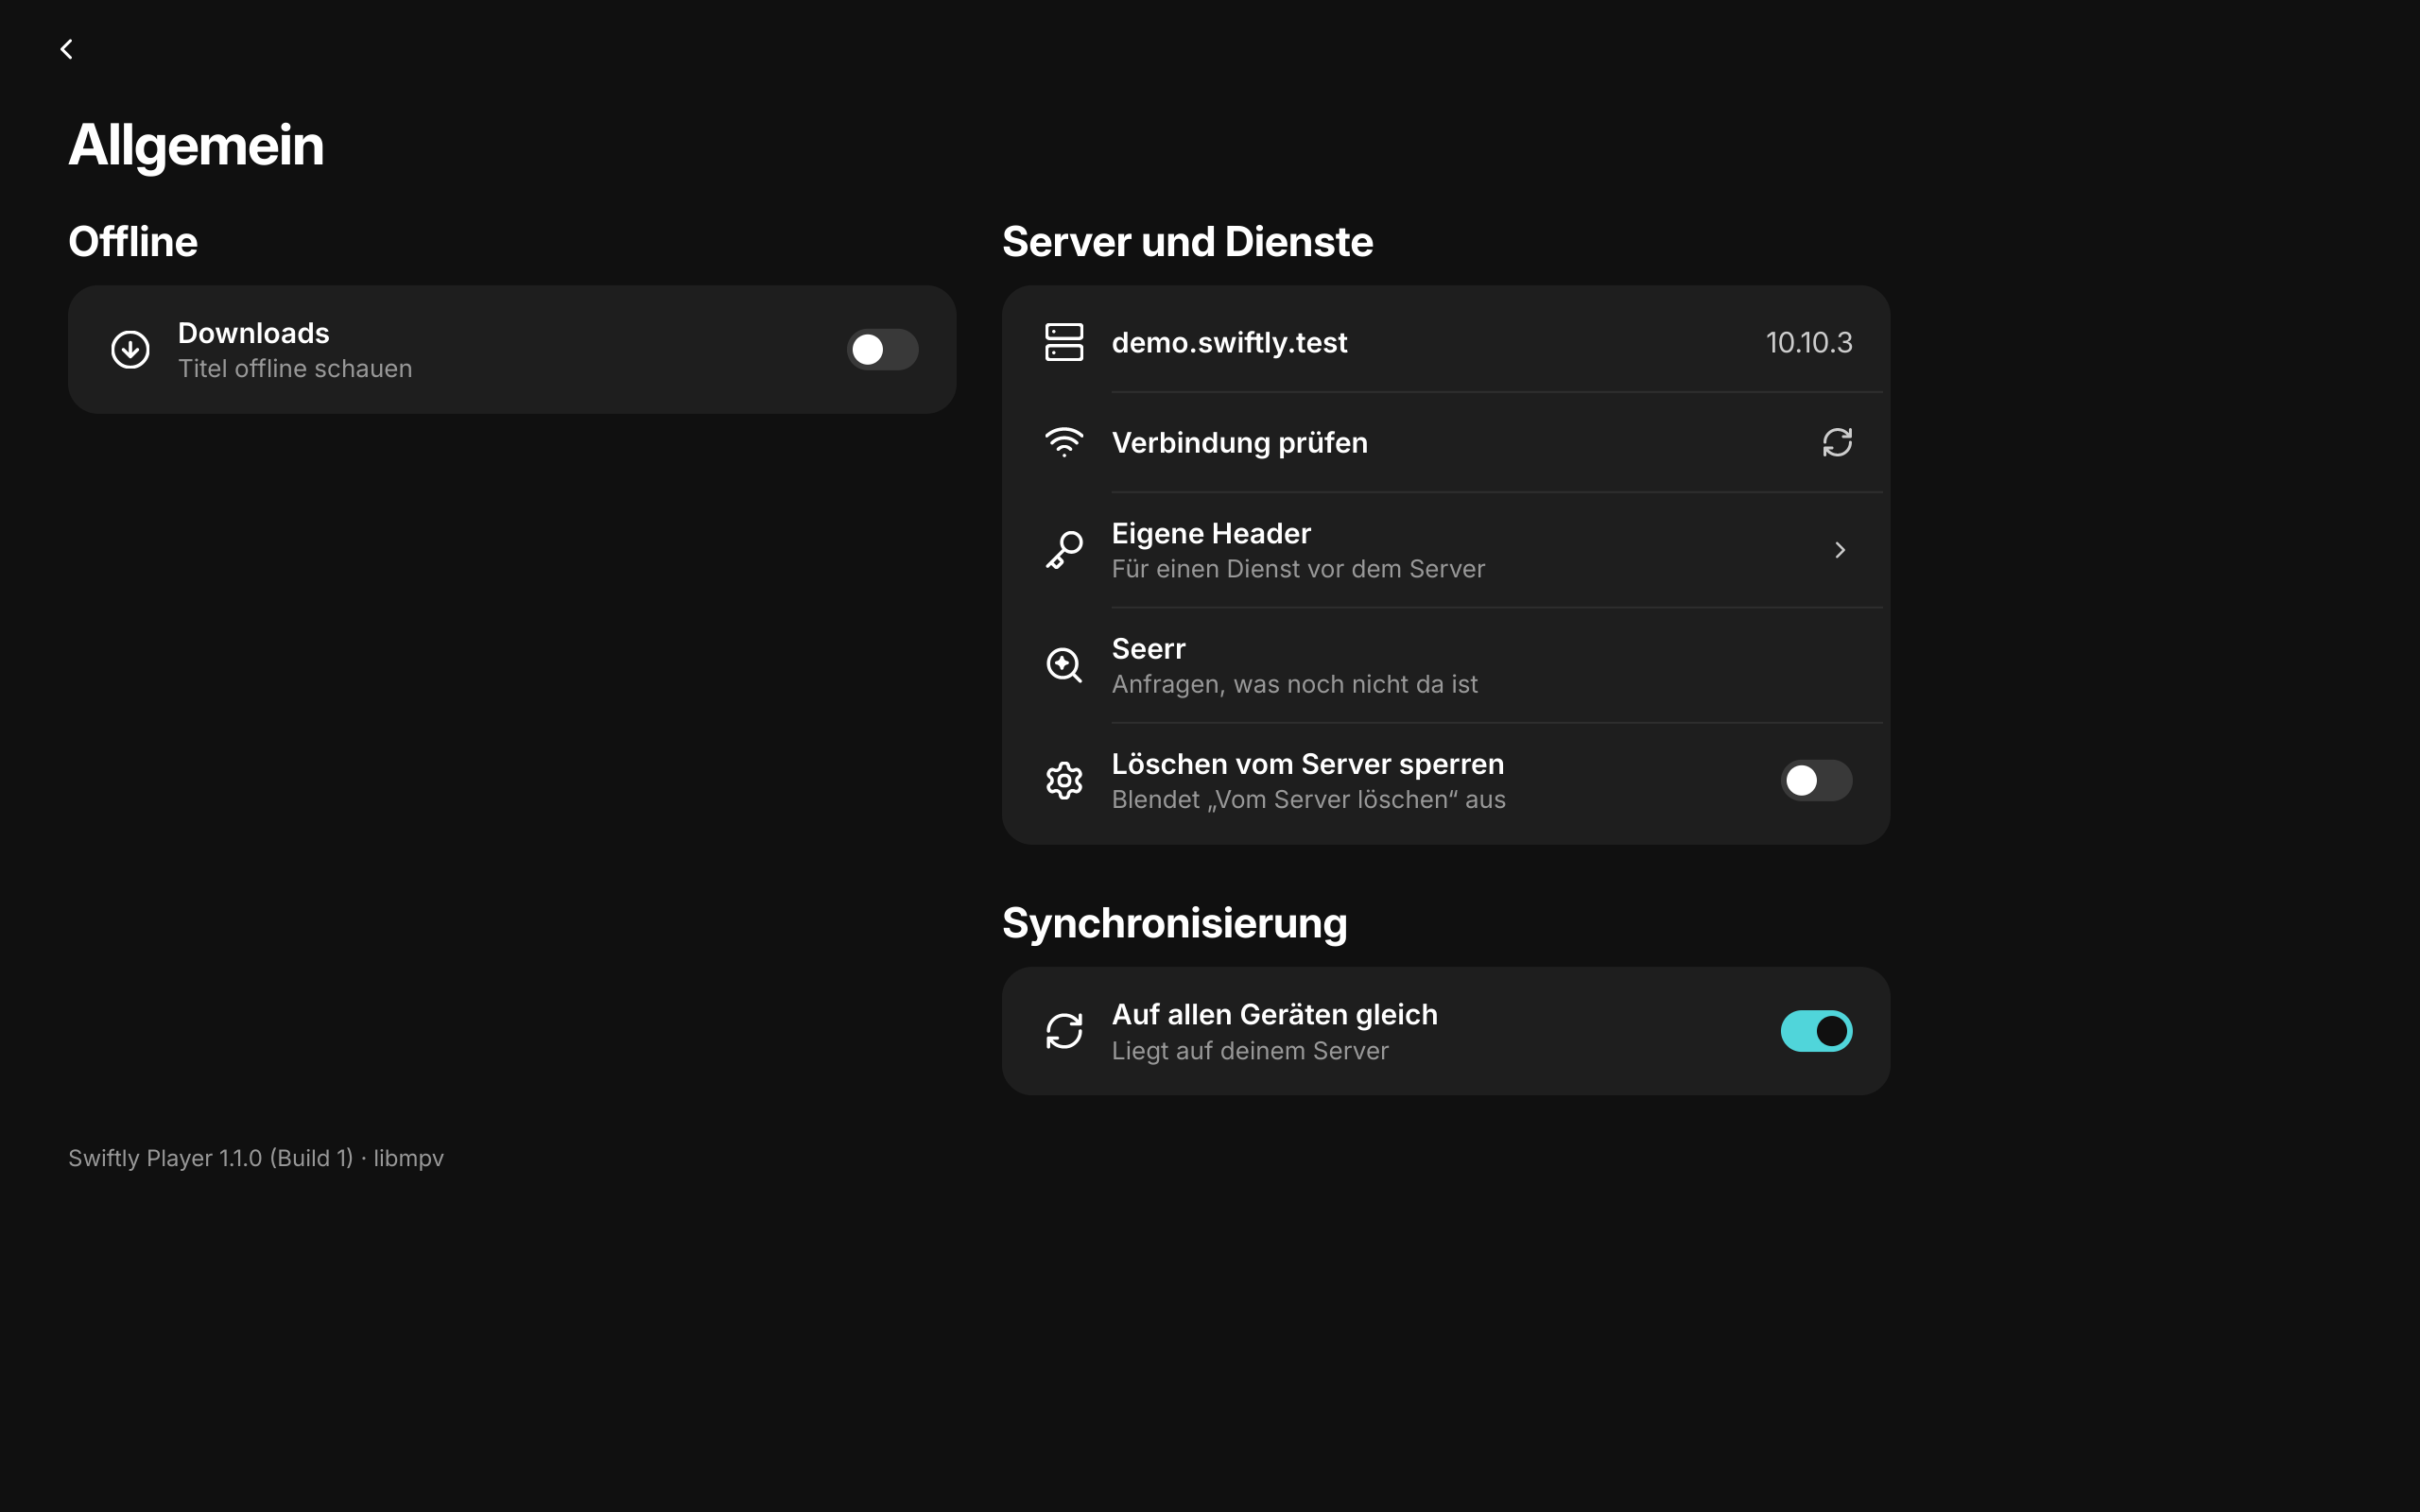 Allgemein
Offline
Downloads
Titel offline schauen
Server und Dienste
demo.swiftly.test
10.10.3
Verbindung prüfen
Eigene Header
Für einen Dienst vor dem Server
Seerr
Anfragen, was noch nicht da ist
Löschen vom Server sperren
Blendet „Vom Server löschen“ aus
Synchronisierung
Auf allen Geräten gleich
Liegt auf deinem Server
Swiftly Player 1.1.0 (Build 1) · libmpv